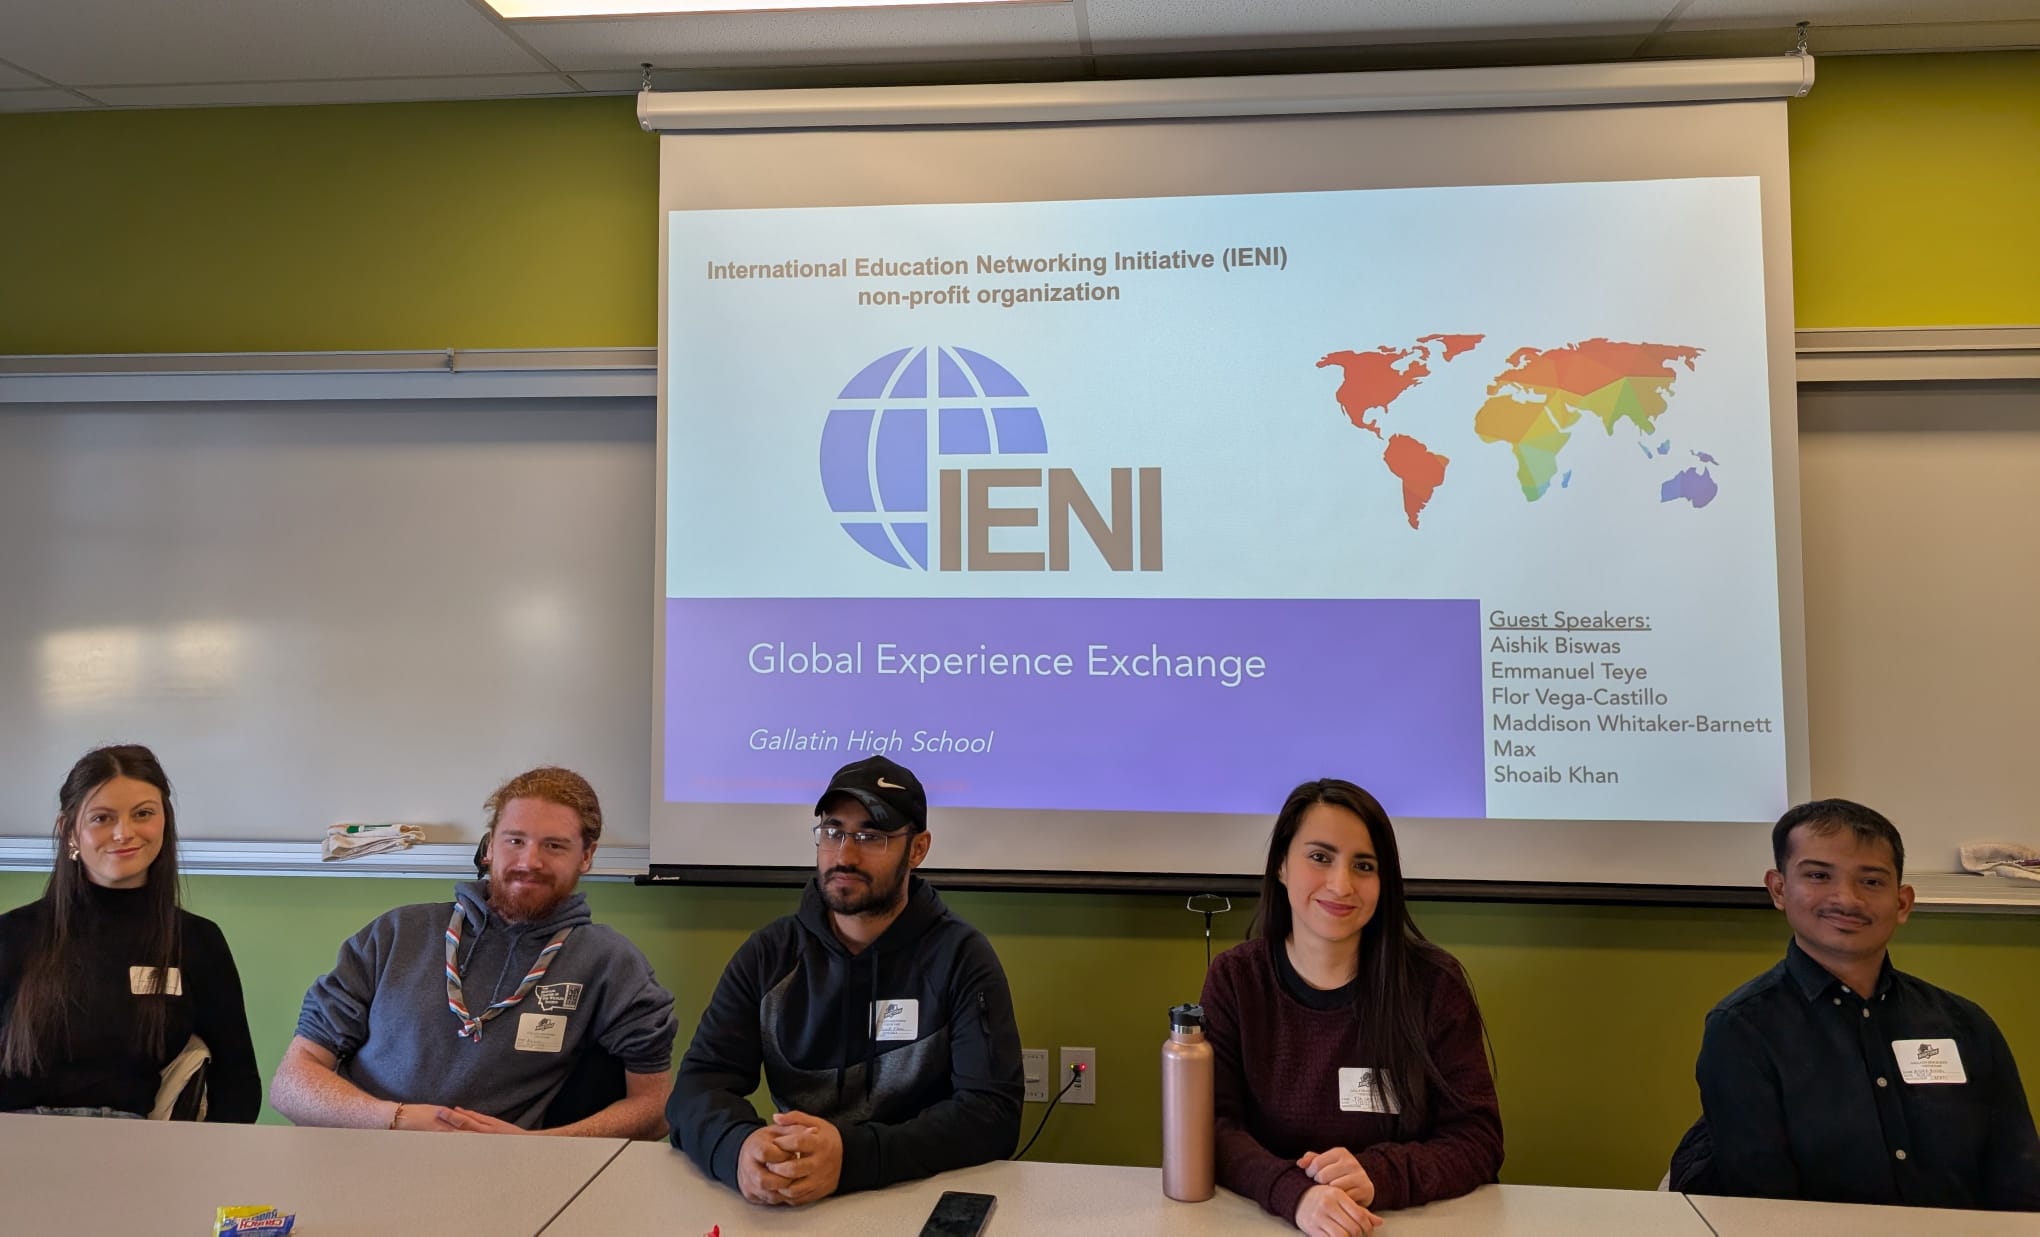 International Education Networking Initiative (IENI)
non-profit organization
IENI
Global Experience Exchange
Gallatin High School
Guest Speakers:
Aishik Biswas
Emmanuel Teye
Flor Vega-Castillo
Maddison Whitaker-Barnett
Max
Shoaib Khan
CRUNCH